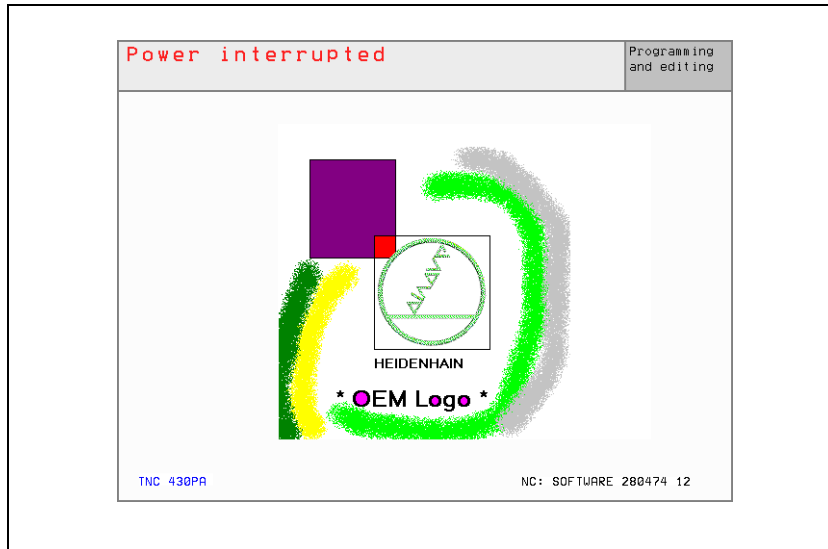 Power interrupted
Programming
and editing
HEIDENHAIN
* OEM Logo *
TNC 430PA
NC: SOFTWARE 280474 12